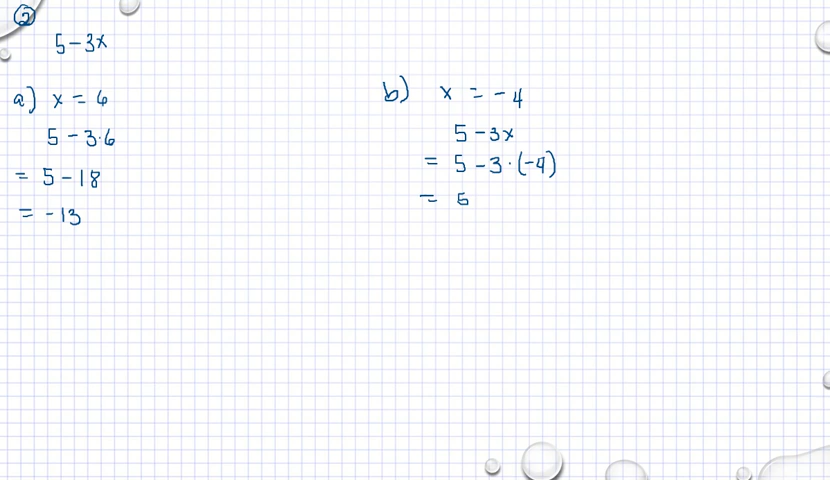 ②
5 - 3x
a) x = 6
5 - 3·6
= 5 - 18
= -13
b) x = -4
5 - 3x
= 5 - 3·(-4)
= 5